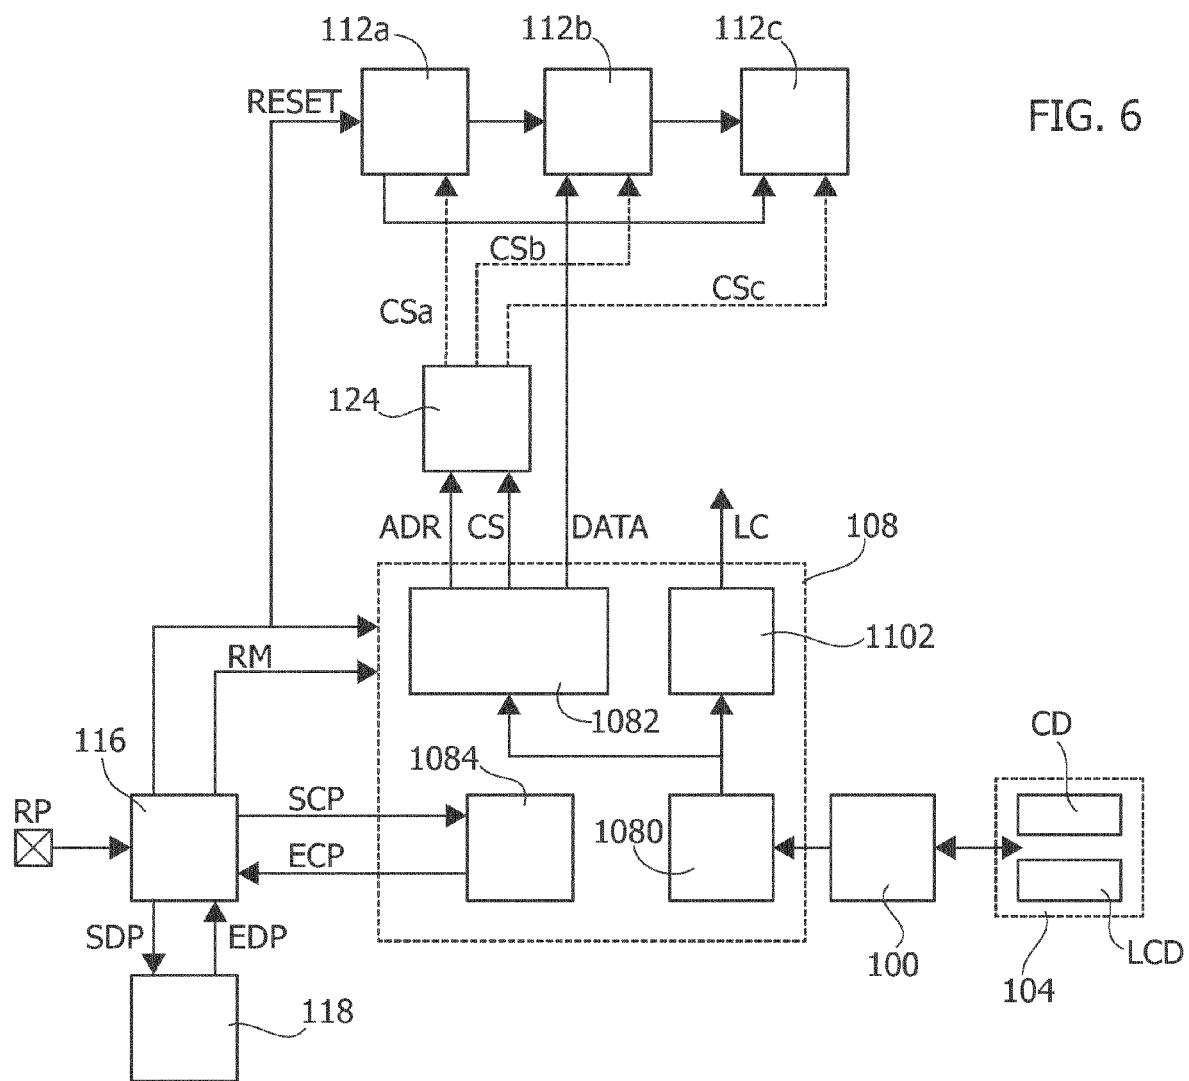 112a 112b 112c
RESET
FIG. 6
CSb
CSc
CSa
124
ADR CS DATA LC
108
1102
RM
1082
116
1084
CD
SCP
RP
1080
ECP
SDP EDP
100
LCD
104
118